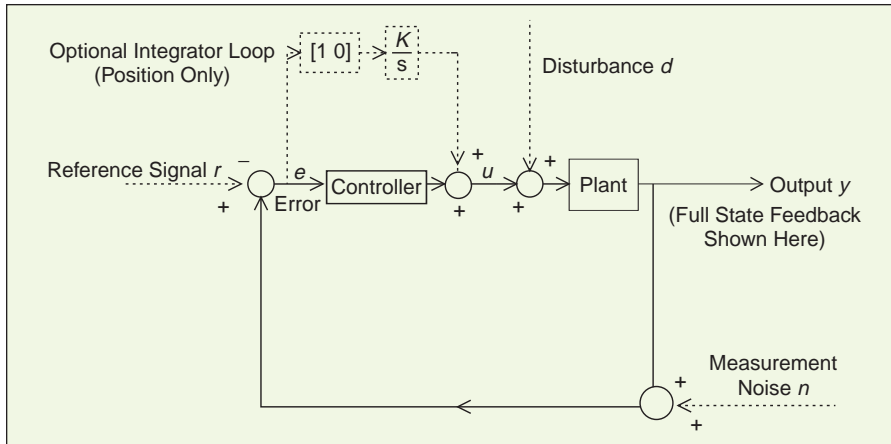 Optional Integrator Loop
(Position Only)
[1 0]
K
s
Disturbance d
Reference Signal r
−
+
e
Error
Controller
+
+
u
+
+
Plant
Output y
(Full State Feedback
Shown Here)
Measurement
Noise n
+
+